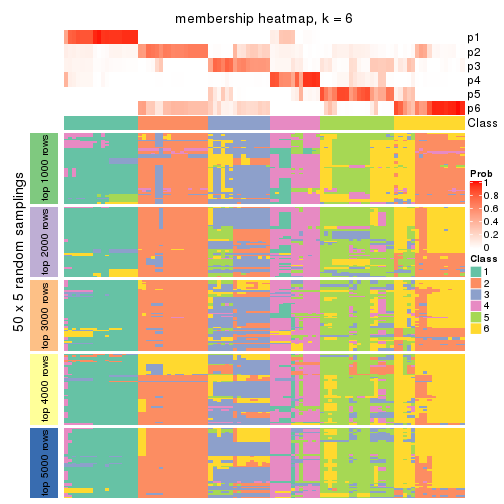 membership heatmap, k = 6
p1
p2
p3
p4
p5
p6
Class
50 x 5 random samplings
top 1000 rows
top 2000 rows
top 3000 rows
top 4000 rows
top 5000 rows
Prob
1
0.8
0.6
0.4
0.2
0
Class
1
2
3
4
5
6